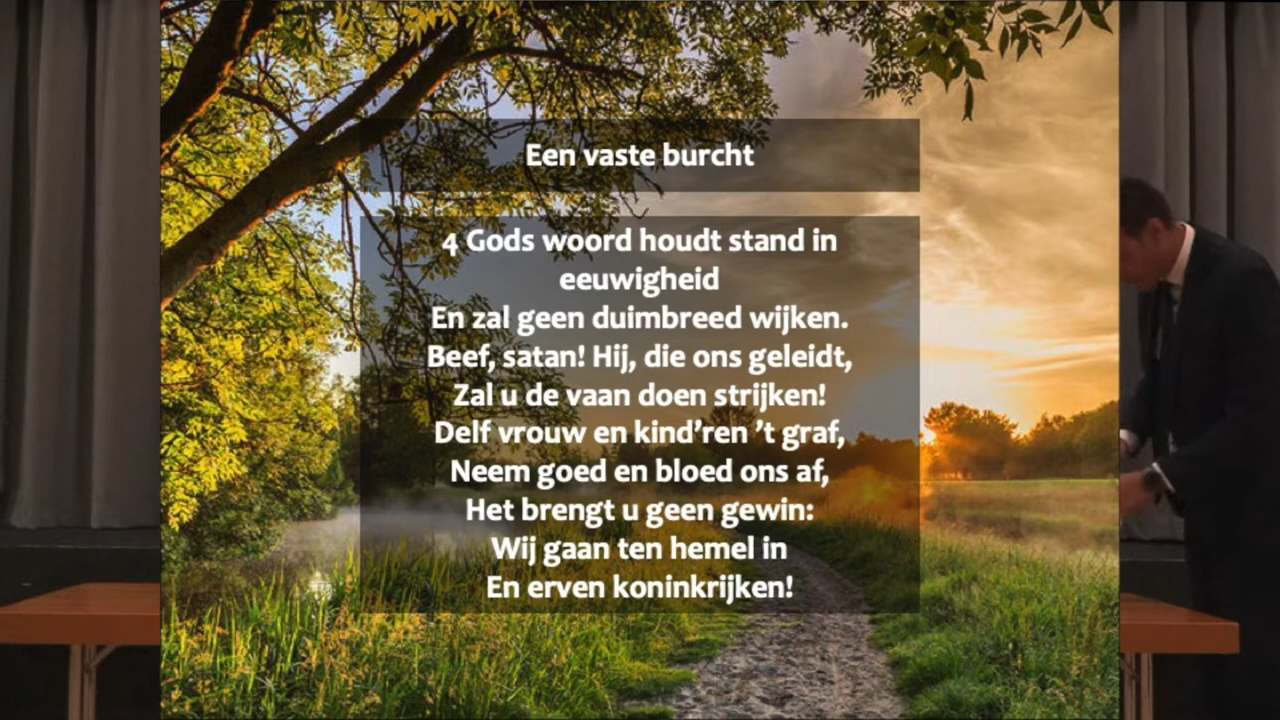 Een vaste burcht
4 Gods woord houdt stand in
eeuwigheid
En zal geen duimbreed wijken.
Beef, satan! Hij, die ons geleidt,
Zal u de vaan doen strijken!
Delf vrouw en kind’ren ’t graf,
Neem goed en bloed ons af,
Het brengt u geen gewin:
Wij gaan ten hemel in
En erven koninkrijken!